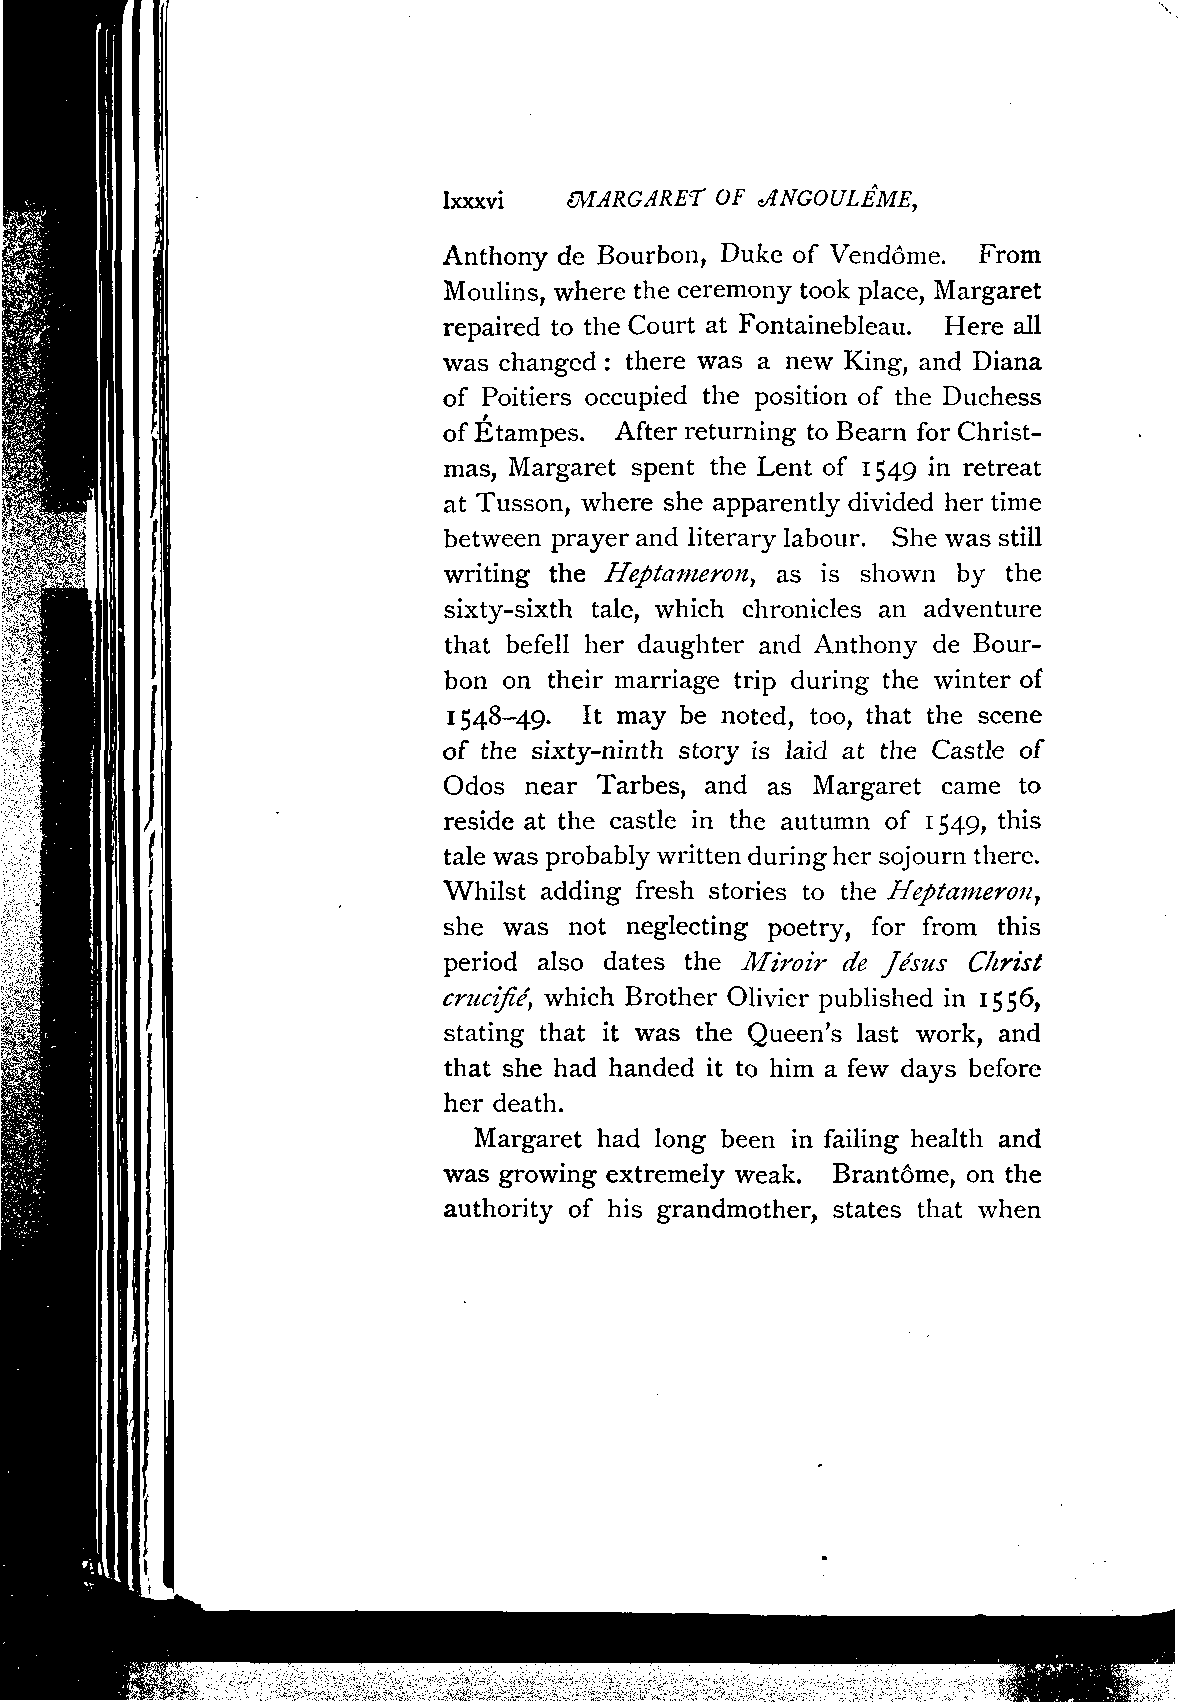 lxxxvi MARGARET OF ANGOULÊME,
Anthony de Bourbon, Duke of Vendôme. From
Moulins, where the ceremony took place, Margaret
repaired to the Court at Fontainebleau. Here all
was changed : there was a new King, and Diana
of Poitiers occupied the position of the Duchess
of Étampes. After returning to Bearn for Christ-
mas, Margaret spent the Lent of 1549 in retreat
at Tusson, where she apparently divided her time
between prayer and literary labour. She was still
writing the Heptameron, as is shown by the
sixty-sixth tale, which chronicles an adventure
that befell her daughter and Anthony de Bour-
bon on their marriage trip during the winter of
1548–49. It may be noted, too, that the scene
of the sixty-ninth story is laid at the Castle of
Odos near Tarbes, and as Margaret came to
reside at the castle in the autumn of 1549, this
tale was probably written during her sojourn there.
Whilst adding fresh stories to the Heptameron,
she was not neglecting poetry, for from this
period also dates the Miroir de Jésus Christ
crucifié, which Brother Olivier published in 1556,
stating that it was the Queen's last work, and
that she had handed it to him a few days before
her death.
Margaret had long been in failing health and
was growing extremely weak. Brantôme, on the
authority of his grandmother, states that when